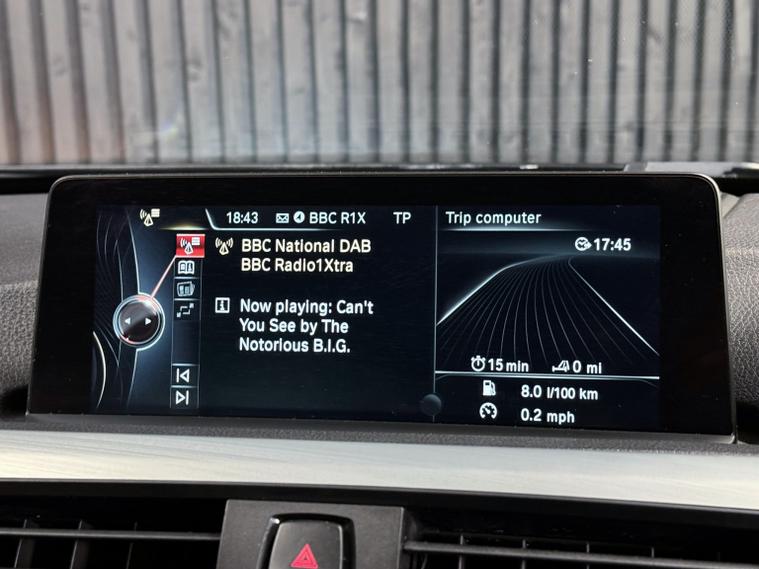 18:43 BBC R1X TP
BBC National DAB
BBC Radio1Xtra
Now playing: Can't
You See by The
Notorious B.I.G.
Trip computer
17:45
15 min 0 mi
8.0 l/100 km
0.2 mph